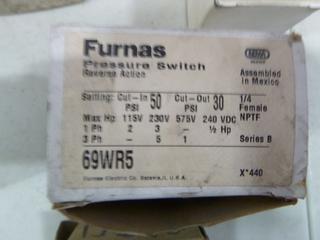 Furnas
Pressure Switch
Reverse Action
Assembled
in Mexico
Setting: Cut-In 50 PSI Cut-Out 30 PSI 1/4 Female NPTF
Max Hp: 115V 230V 575V 240 VDC
1 Ph 2 3 - ½ Hp
3 Ph - 5 1 Series B
69WR5
Furnas Electric Co. Batavia, IL U.S.A. X*440